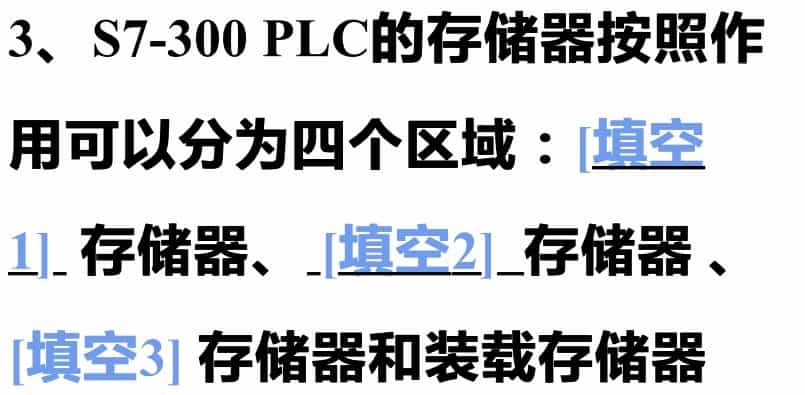 3、S7-300 PLC的存储器按照作
用可以分为四个区域：[填空
1]_ 存储器、_[填空2]_存储器 、
[填空3] 存储器和装载存储器